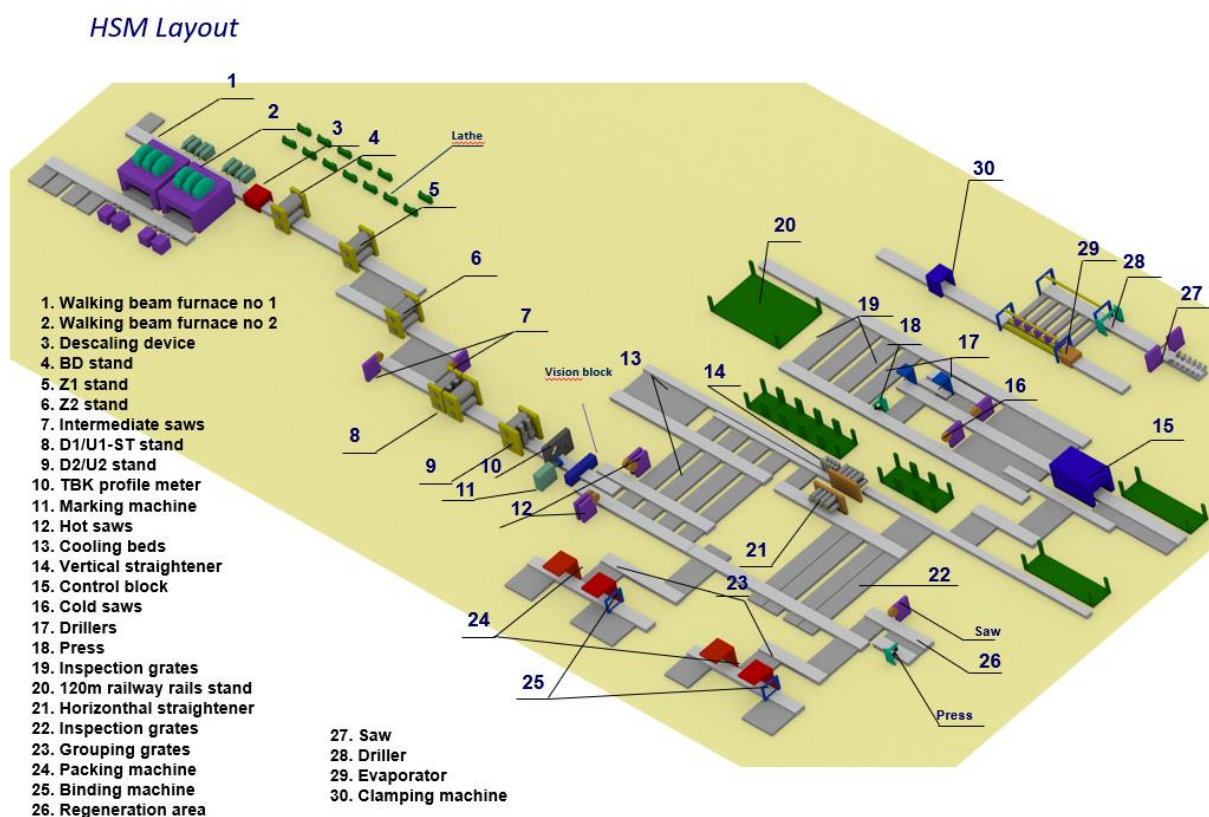 HSM Layout
1
2
3
4
Lathe
5
6
7
Vision block
8
9
10
11
12
13
14
15
16
17
18
19
20
21
22
23
24
25
26
27
28
29
30
Saw
Press
1. Walking beam furnace no 1
2. Walking beam furnace no 2
3. Descaling device
4. BD stand
5. Z1 stand
6. Z2 stand
7. Intermediate saws
8. D1/U1-ST stand
9. D2/U2 stand
10. TBK profile meter
11. Marking machine
12. Hot saws
13. Cooling beds
14. Vertical straightener
15. Control block
16. Cold saws
17. Drillers
18. Press
19. Inspection grates
20. 120m railway rails stand
21. Horizonthal straightener
22. Inspection grates
23. Grouping grates
24. Packing machine
25. Binding machine
26. Regeneration area
27. Saw
28. Driller
29. Evaporator
30. Clamping machine